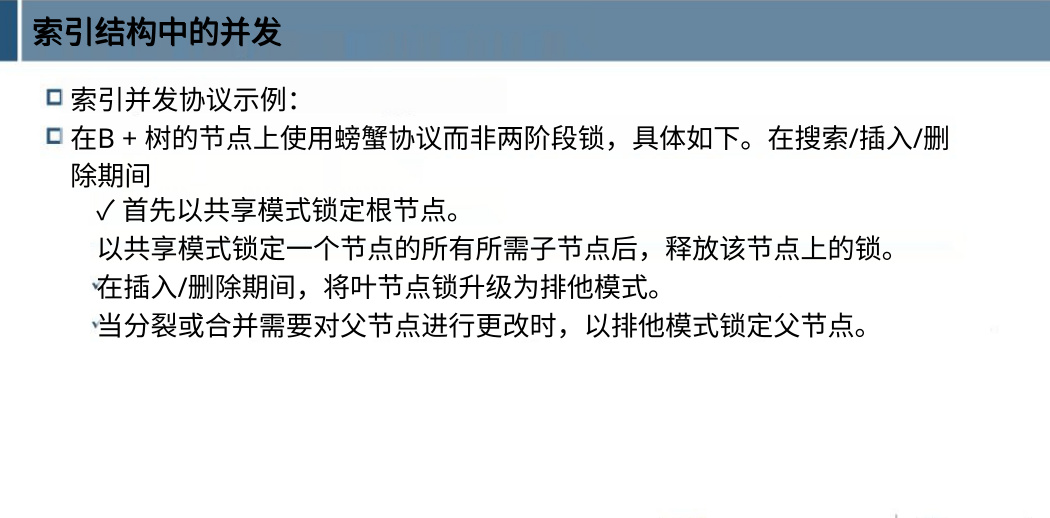 索引结构中的并发
索引并发协议示例：
在B + 树的节点上使用螃蟹协议而非两阶段锁，具体如下。在搜索/插入/删
除期间
✓ 首先以共享模式锁定根节点。
以共享模式锁定一个节点的所有所需子节点后，释放该节点上的锁。
在插入/删除期间，将叶节点锁升级为排他模式。
当分裂或合并需要对父节点进行更改时，以排他模式锁定父节点。